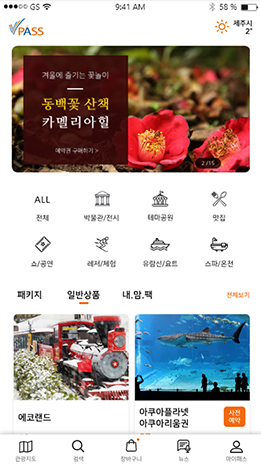 GS 9:41 AM 58 %
VPASS
제주시
2°
겨울에 즐기는 꽃놀이
동백꽃 산책
카멜리아힐
예약권 구매하기 >
2 / 15
ALL
전체 박물관/전시 테마공원 맛집
쇼/공연 레저/체험 유람선/요트 스파/온천
패키지 일반상품 내.맘.팩 전체보기
에코랜드
아쿠아플라넷
아쿠아리움권
사전
예약
관광지도 검색 장바구니 뉴스 마이패스